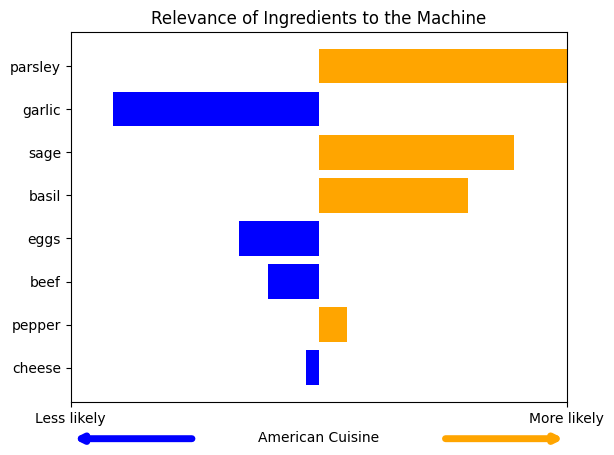 Relevance of Ingredients to the Machine
parsley
garlic
sage
basil
eggs
beef
pepper
cheese
Less likely
More likely
American Cuisine